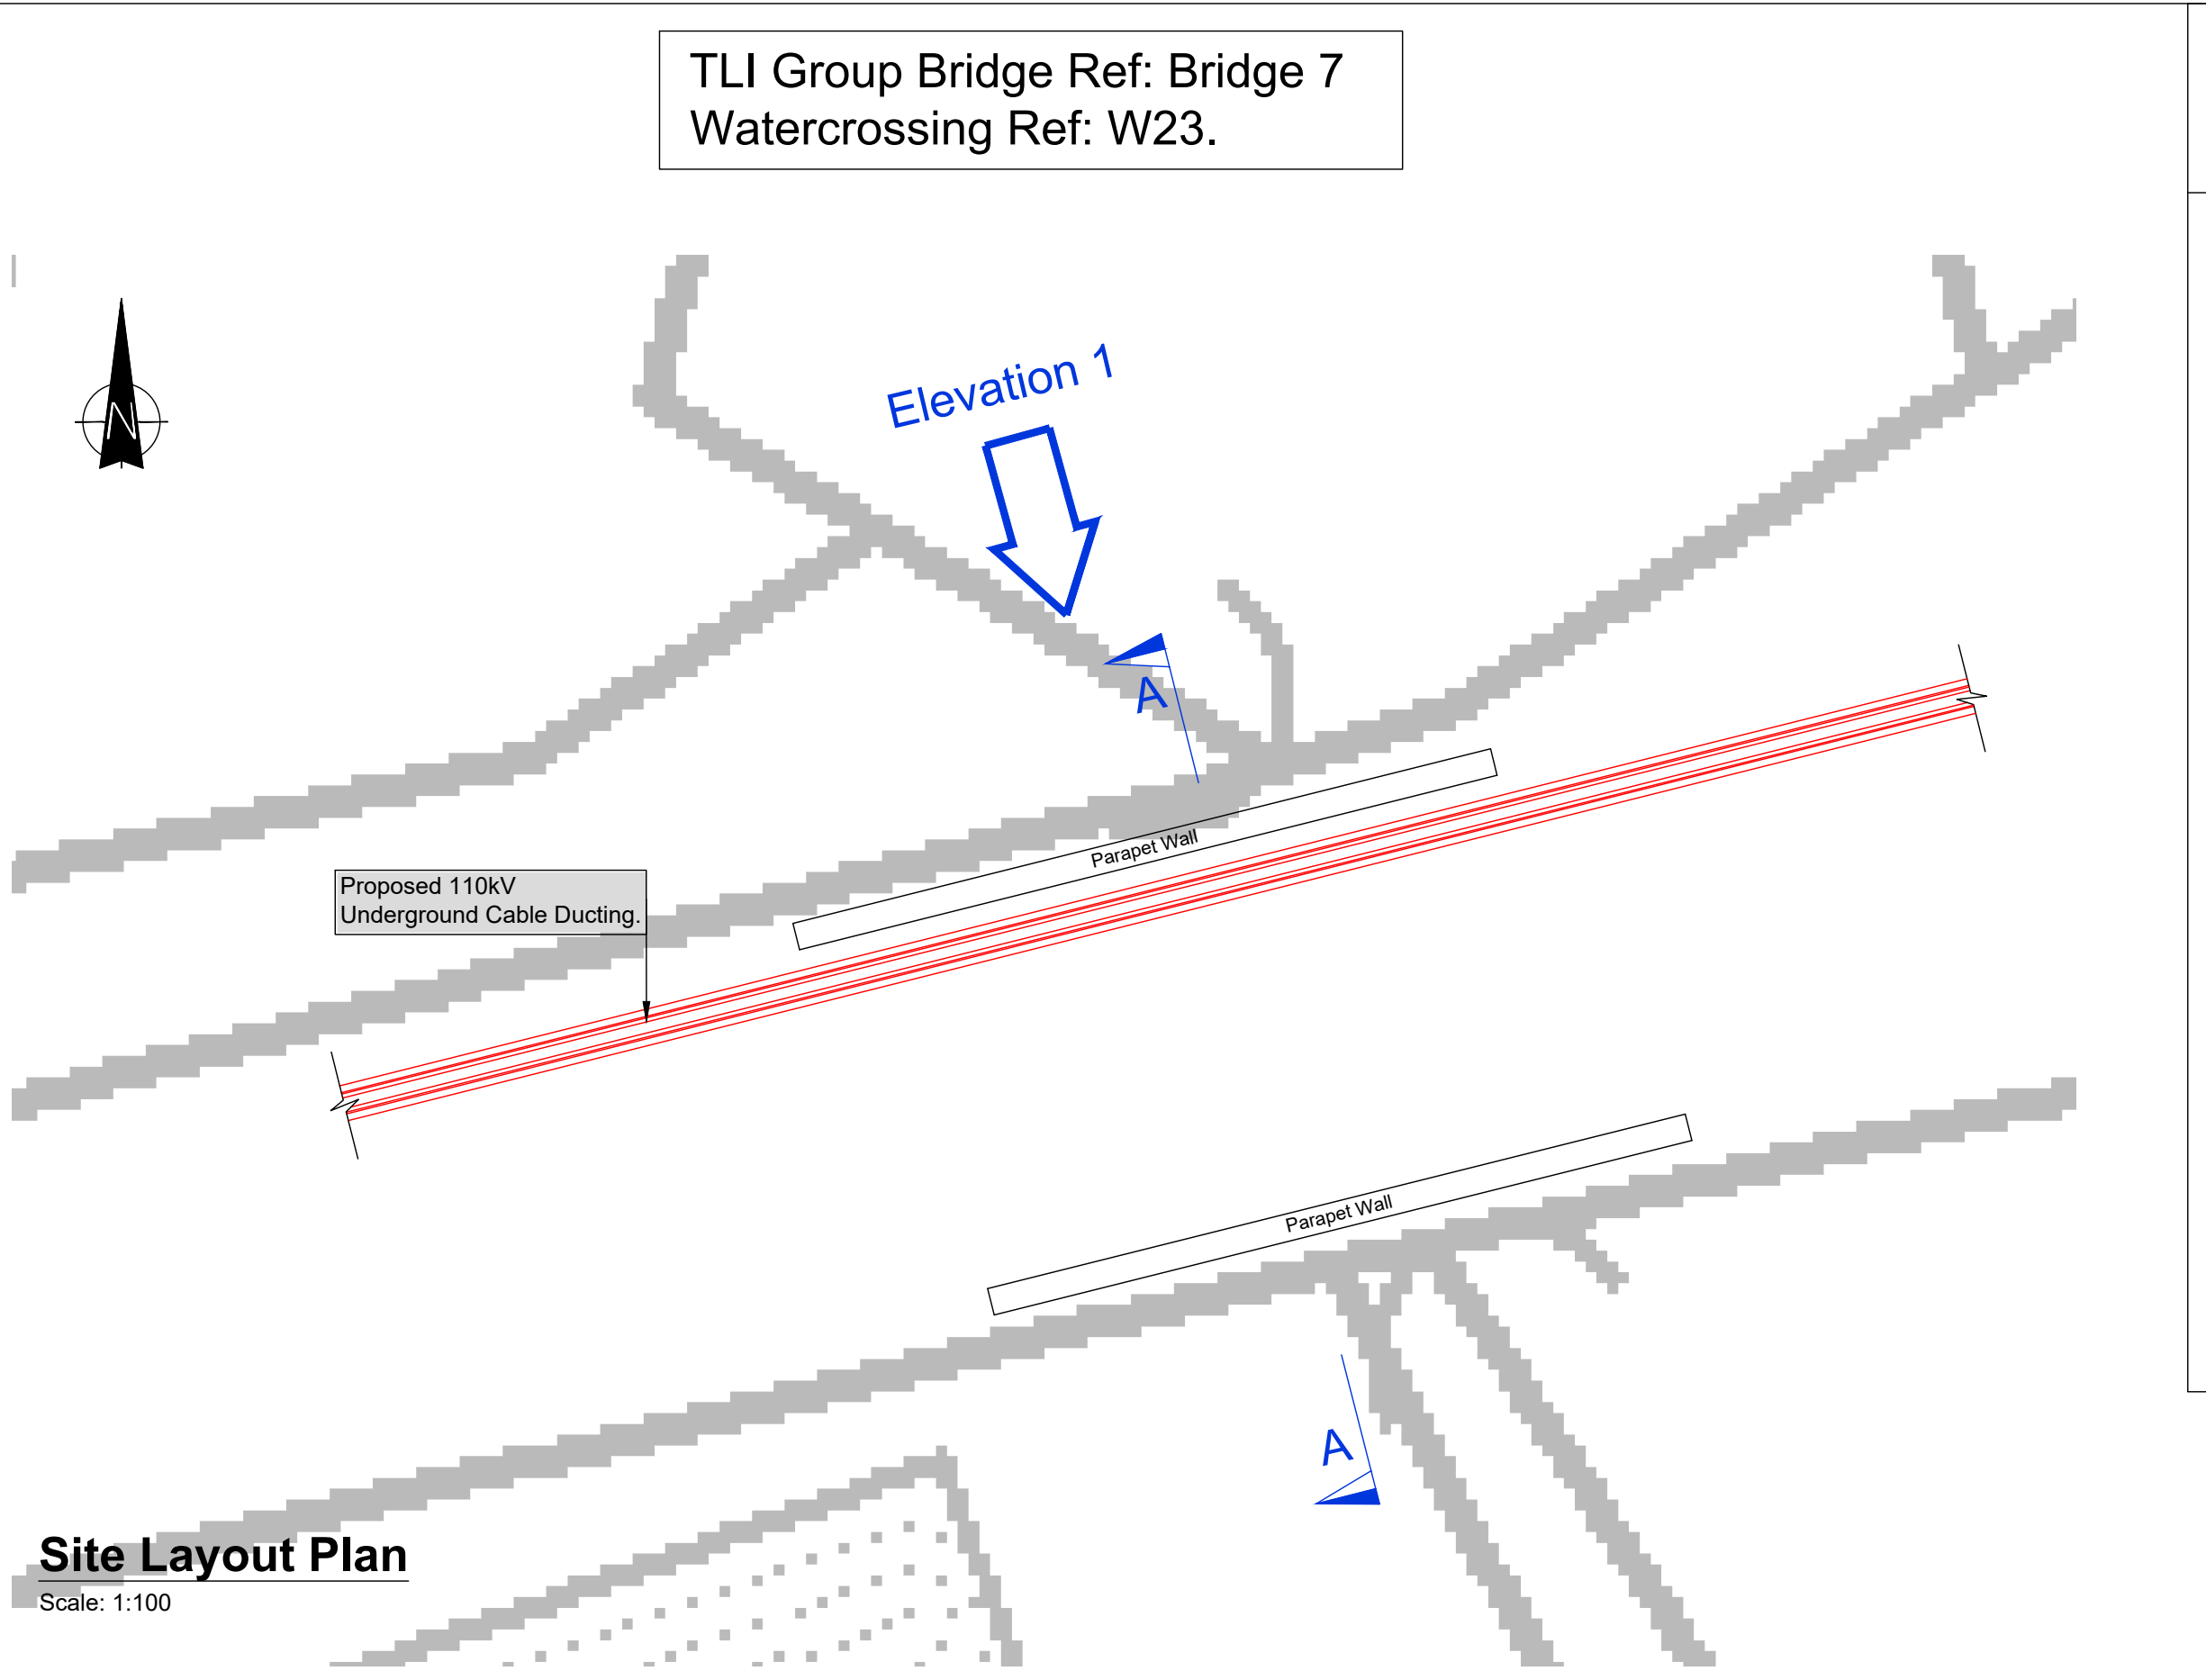 TLI Group Bridge Ref: Bridge 7
Watercrossing Ref: W23.
N
Elevation 1
A
Parapet Wall
Proposed 110kV
Underground Cable Ducting.
Parapet Wall
A
Site Layout Plan
Scale: 1:100